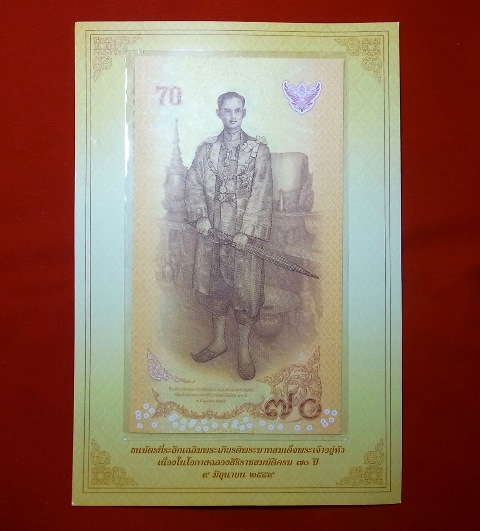 70
๗๐
ธนบัตรที่ระลึกเฉลิมพระเกียรติพระบาทสมเด็จพระเจ้าอยู่หัว
เนื่องในโอกาสฉลองสิริราชสมบัติครบ ๗๐ ปี
๙ มิถุนายน ๒๕๕๙